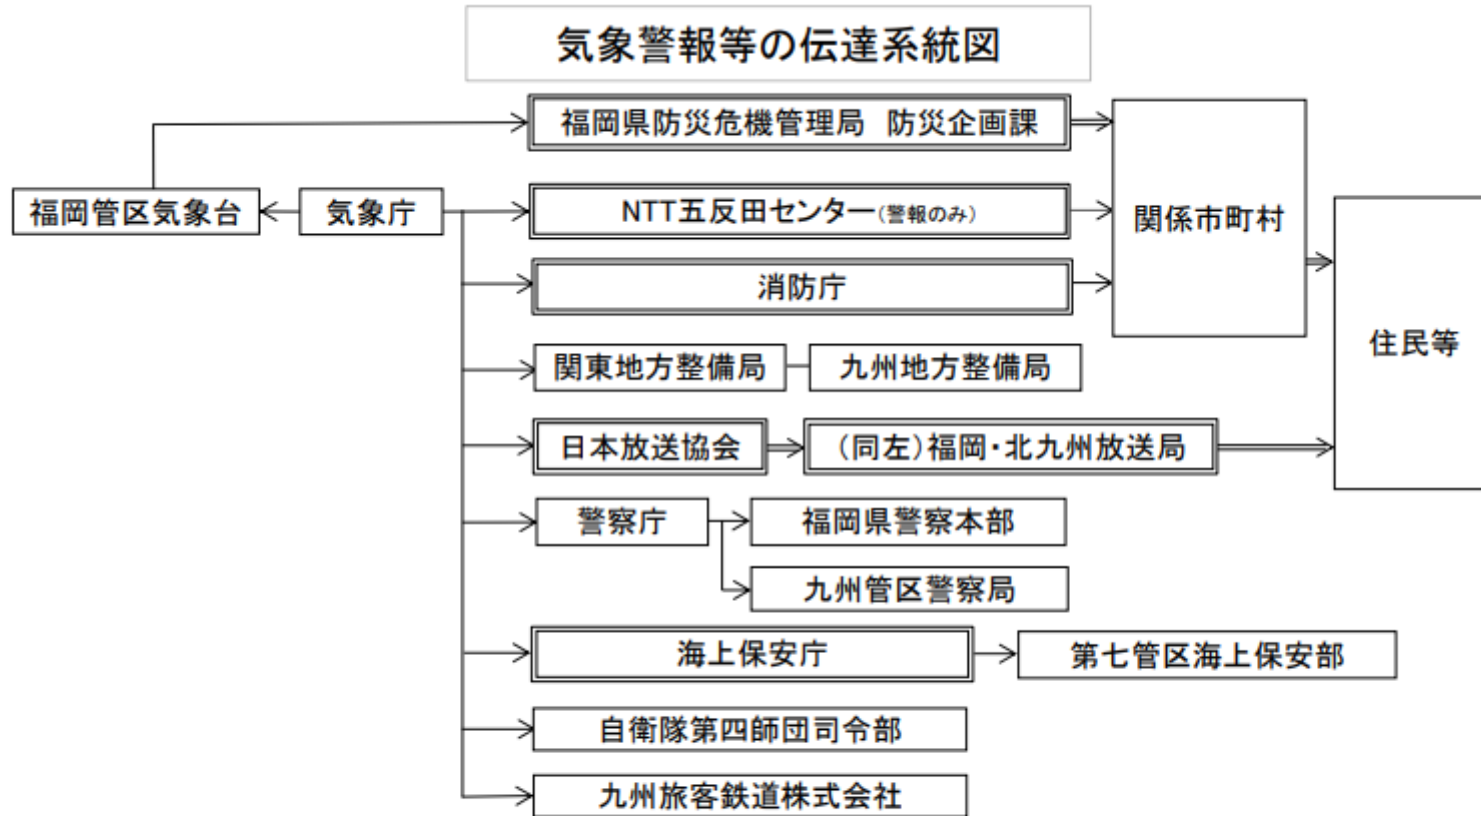 気象警報等の伝達系統図
福岡県防災危機管理局 防災企画課
福岡管区気象台
気象庁
NTT五反田センター(警報のみ)
関係市町村
消防庁
住民等
関東地方整備局
九州地方整備局
日本放送協会
(同左)福岡・北九州放送局
警察庁
福岡県警察本部
九州管区警察局
海上保安庁
第七管区海上保安部
自衛隊第四師団司令部
九州旅客鉄道株式会社